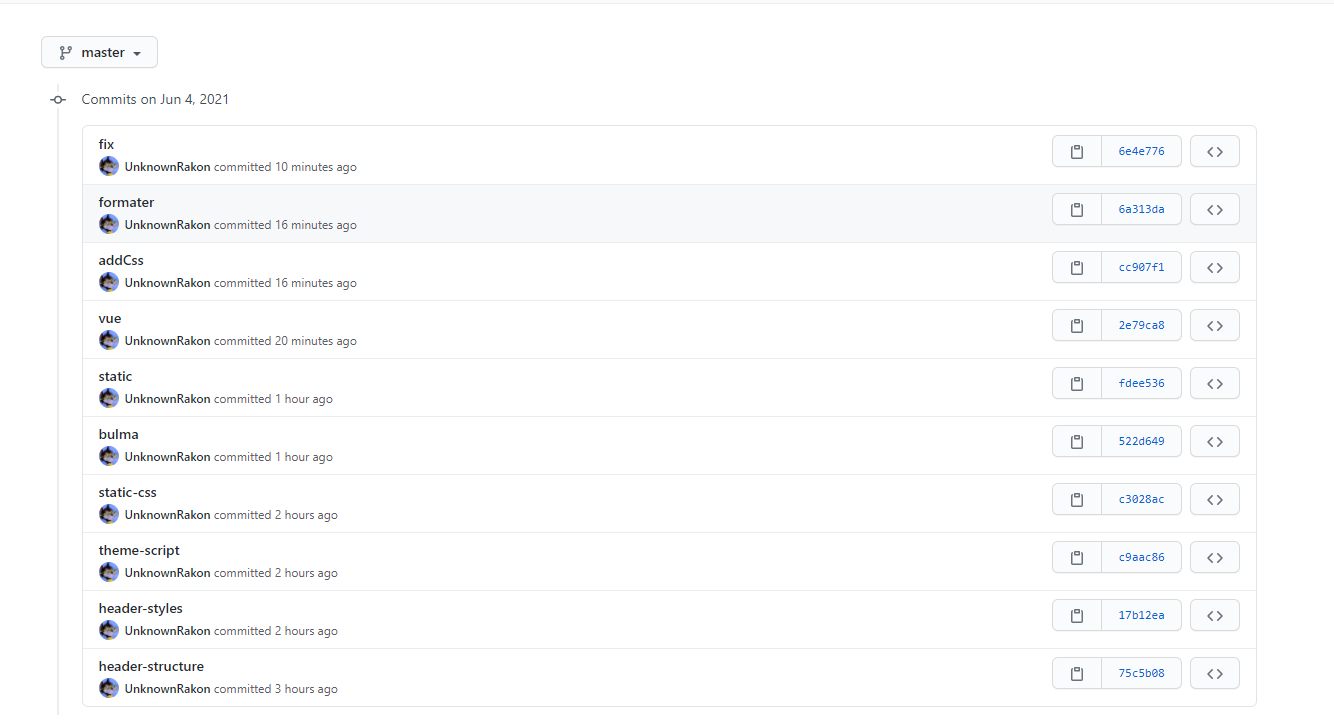 master
Commits on Jun 4, 2021
fix
UnknownRakon committed 10 minutes ago
6e4e776
formater
UnknownRakon committed 16 minutes ago
6a313da
addCss
UnknownRakon committed 16 minutes ago
cc907f1
vue
UnknownRakon committed 20 minutes ago
2e79ca8
static
UnknownRakon committed 1 hour ago
fdee536
bulma
UnknownRakon committed 1 hour ago
522d649
static-css
UnknownRakon committed 2 hours ago
c3028ac
theme-script
UnknownRakon committed 2 hours ago
c9aac86
header-styles
UnknownRakon committed 2 hours ago
17b12ea
header-structure
UnknownRakon committed 3 hours ago
75c5b08